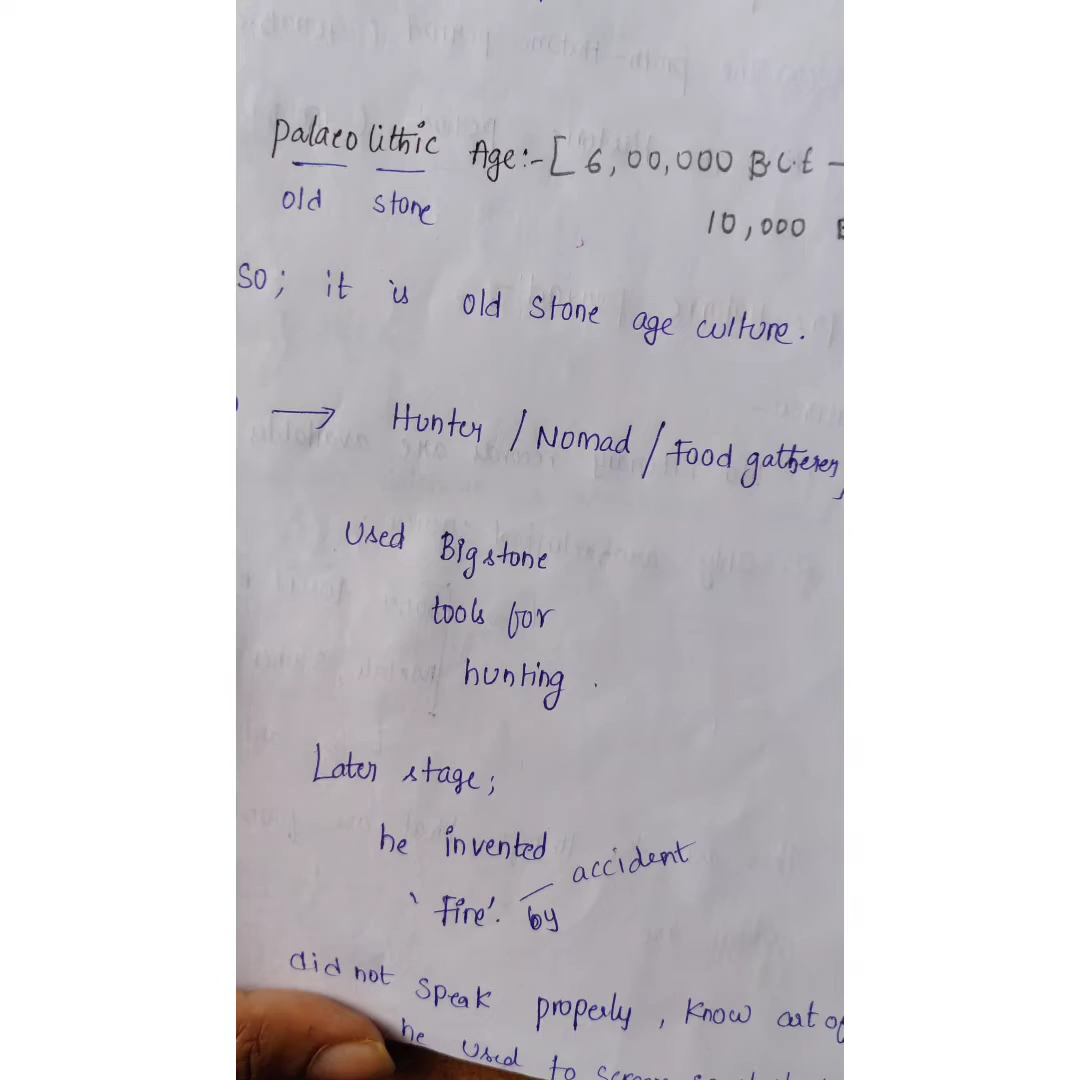 Palaeolithic Age:- [6,00,000 B.C.E -
old stone 10,000
So; it is old stone age culture.
→ Hunter / Nomad / Food gatherer,
Used Big stone
tools for
hunting.
Later stage;
he invented
'Fire'. by accident
did not speak properly, know art of
he used to